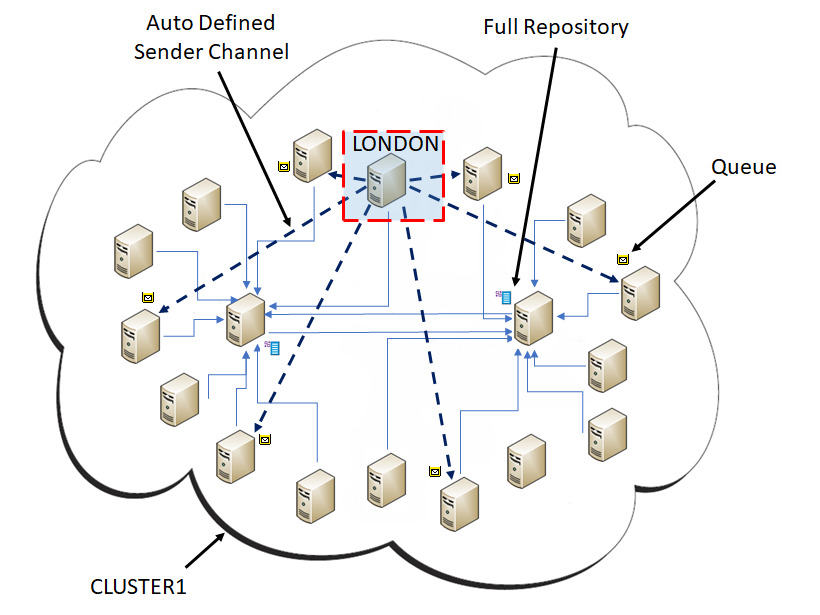 Auto Defined
Sender Channel
Full Repository
LONDON
Queue
CLUSTER1